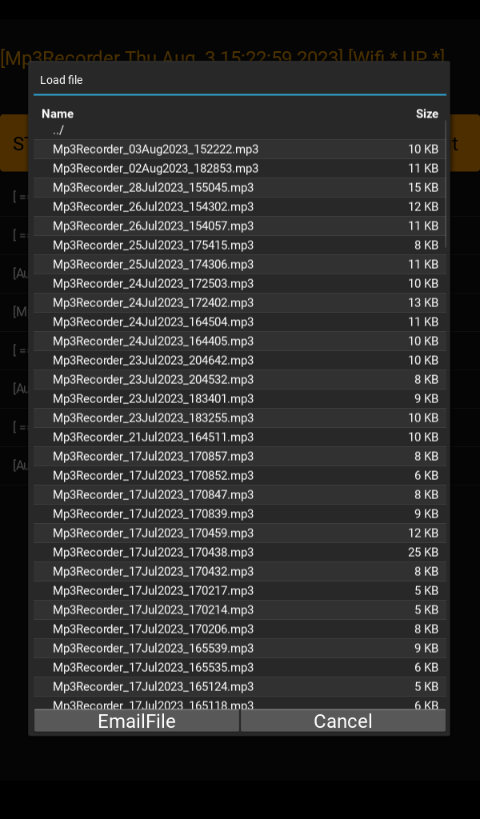 [Mp3Recorder Thu Aug 3 15:22:59 2023] [Wifi * UP *]
Load file
Name Size
../
Mp3Recorder_03Aug2023_152222.mp3 10 KB
Mp3Recorder_02Aug2023_182853.mp3 11 KB
Mp3Recorder_28Jul2023_155045.mp3 15 KB
Mp3Recorder_26Jul2023_154302.mp3 12 KB
Mp3Recorder_26Jul2023_154057.mp3 11 KB
Mp3Recorder_25Jul2023_175415.mp3 8 KB
Mp3Recorder_25Jul2023_174306.mp3 11 KB
Mp3Recorder_24Jul2023_172503.mp3 10 KB
Mp3Recorder_24Jul2023_172402.mp3 13 KB
Mp3Recorder_24Jul2023_164504.mp3 11 KB
Mp3Recorder_24Jul2023_164405.mp3 10 KB
Mp3Recorder_23Jul2023_204642.mp3 10 KB
Mp3Recorder_23Jul2023_204532.mp3 8 KB
Mp3Recorder_23Jul2023_183401.mp3 9 KB
Mp3Recorder_23Jul2023_183255.mp3 10 KB
Mp3Recorder_21Jul2023_164511.mp3 10 KB
Mp3Recorder_17Jul2023_170857.mp3 8 KB
Mp3Recorder_17Jul2023_170852.mp3 6 KB
Mp3Recorder_17Jul2023_170847.mp3 8 KB
Mp3Recorder_17Jul2023_170839.mp3 9 KB
Mp3Recorder_17Jul2023_170459.mp3 12 KB
Mp3Recorder_17Jul2023_170438.mp3 25 KB
Mp3Recorder_17Jul2023_170432.mp3 8 KB
Mp3Recorder_17Jul2023_170217.mp3 5 KB
Mp3Recorder_17Jul2023_170214.mp3 5 KB
Mp3Recorder_17Jul2023_170206.mp3 8 KB
Mp3Recorder_17Jul2023_165539.mp3 9 KB
Mp3Recorder_17Jul2023_165535.mp3 6 KB
Mp3Recorder_17Jul2023_165124.mp3 5 KB
Mp3Recorder_17Jul2023_165118.mp3 6 KB
EmailFile Cancel